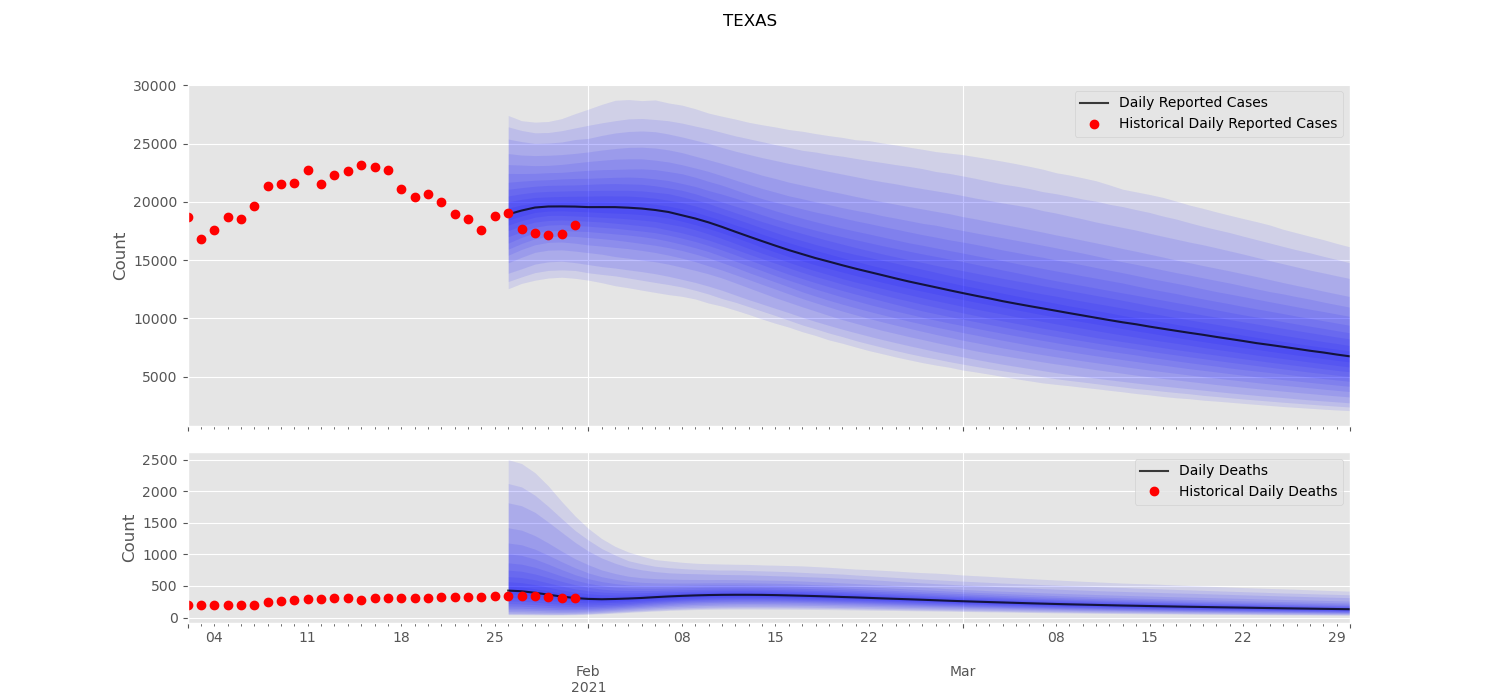 TEXAS
30000
25000
20000
15000
10000
5000
Count
Daily Reported Cases
Historical Daily Reported Cases
2500
2000
1500
1000
500
0
Count
Daily Deaths
Historical Daily Deaths
04 11 18 25 08 15 22 08 15 22 29
Feb Mar
2021